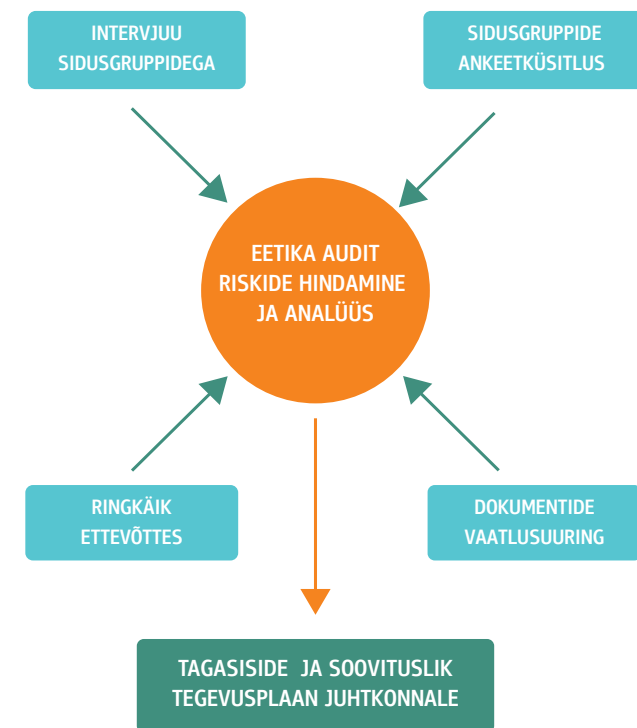 INTERVJUU
SIDUSGRUPPIDEGA
SIDUSGRUPPIDE
ANKEETKÜSITLUS
EETIKA AUDIT
RISKIDE HINDAMINE
JA ANALÜÜS
RINGKÄIK
ETTEVÕTTES
DOKUMENTIDE
VAATLUSUURING
TAGASISIDE JA SOOVITUSLIK
TEGEVUSPLAAN JUHTKONNALE